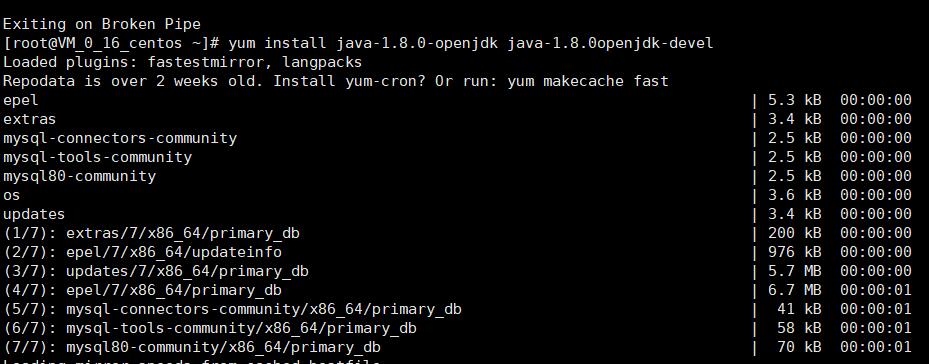 Exiting on Broken Pipe
[root@VM_0_16_centos ~]# yum install java-1.8.0-openjdk java-1.8.0openjdk-devel
Loaded plugins: fastestmirror, langpacks
Repodata is over 2 weeks old. Install yum-cron? Or run: yum makecache fast
epel | 5.3 kB 00:00:00
extras | 3.4 kB 00:00:00
mysql-connectors-community | 2.5 kB 00:00:00
mysql-tools-community | 2.5 kB 00:00:00
mysql80-community | 2.5 kB 00:00:00
os | 3.6 kB 00:00:00
updates | 3.4 kB 00:00:00
(1/7): extras/7/x86_64/primary_db | 200 kB 00:00:00
(2/7): epel/7/x86_64/updateinfo | 976 kB 00:00:00
(3/7): updates/7/x86_64/primary_db | 5.7 MB 00:00:00
(4/7): epel/7/x86_64/primary_db | 6.7 MB 00:00:01
(5/7): mysql-connectors-community/x86_64/primary_db | 41 kB 00:00:01
(6/7): mysql-tools-community/x86_64/primary_db | 58 kB 00:00:01
(7/7): mysql80-community/x86_64/primary_db | 70 kB 00:00:01
Loading mirror speeds from cached hostfile